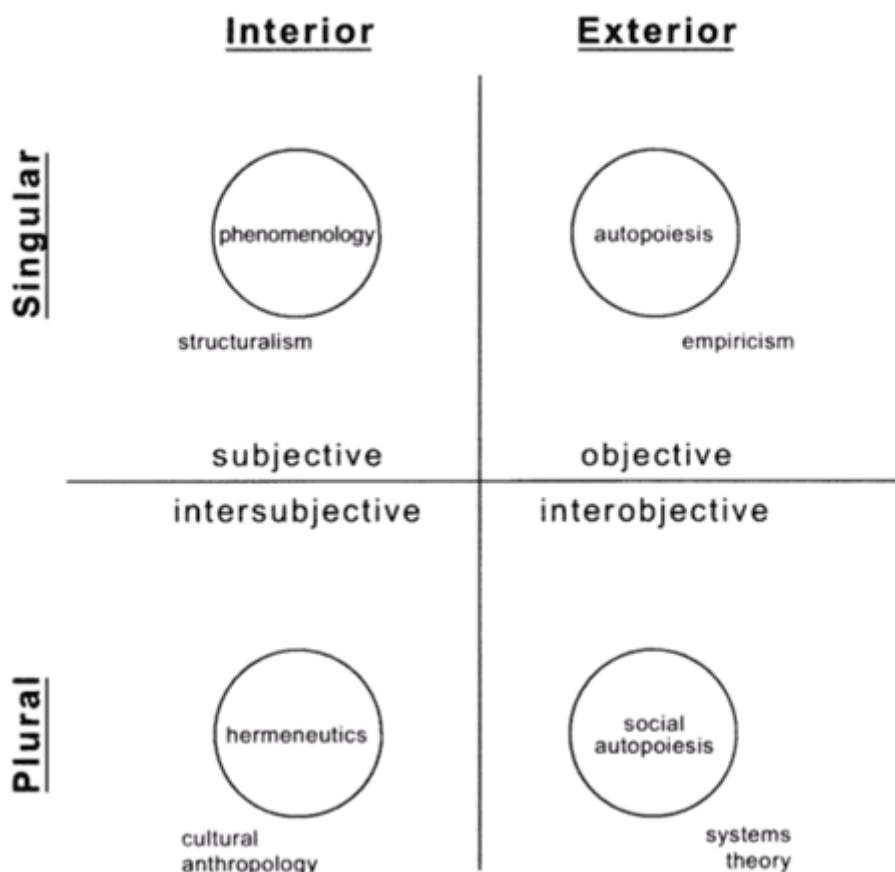 Interior
Exterior
Singular
phenomenology
autopoiesis
structuralism
empiricism
subjective
objective
intersubjective
interobjective
Plural
hermeneutics
social
autopoiesis
cultural
anthropology
systems
theory